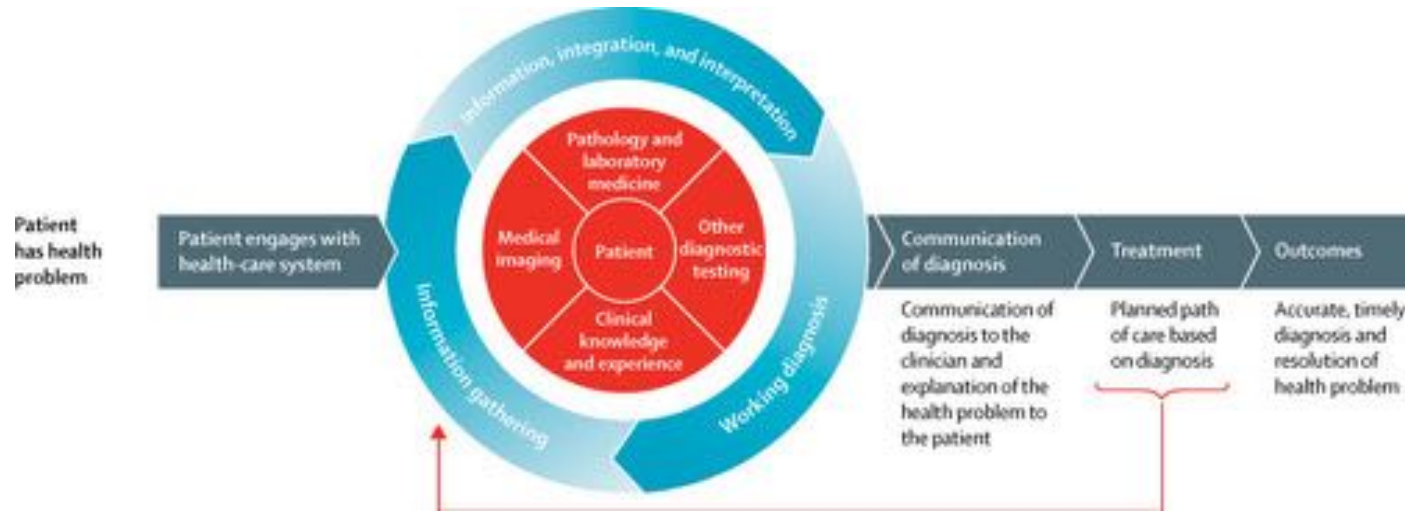 Patient
has health
problem
Patient engages with
health-care system
Information, integration, and interpretation
Working diagnosis
Information gathering
Pathology and
laboratory
medicine
Medical
imaging
Patient
Other
diagnostic
testing
Clinical
knowledge
and experience
Communication
of diagnosis
Communication of
diagnosis to the
clinician and
explanation of the
health problem to
the patient
Treatment
Planned path
of care based
on diagnosis
Outcomes
Accurate, timely
diagnosis and
resolution of
health problem